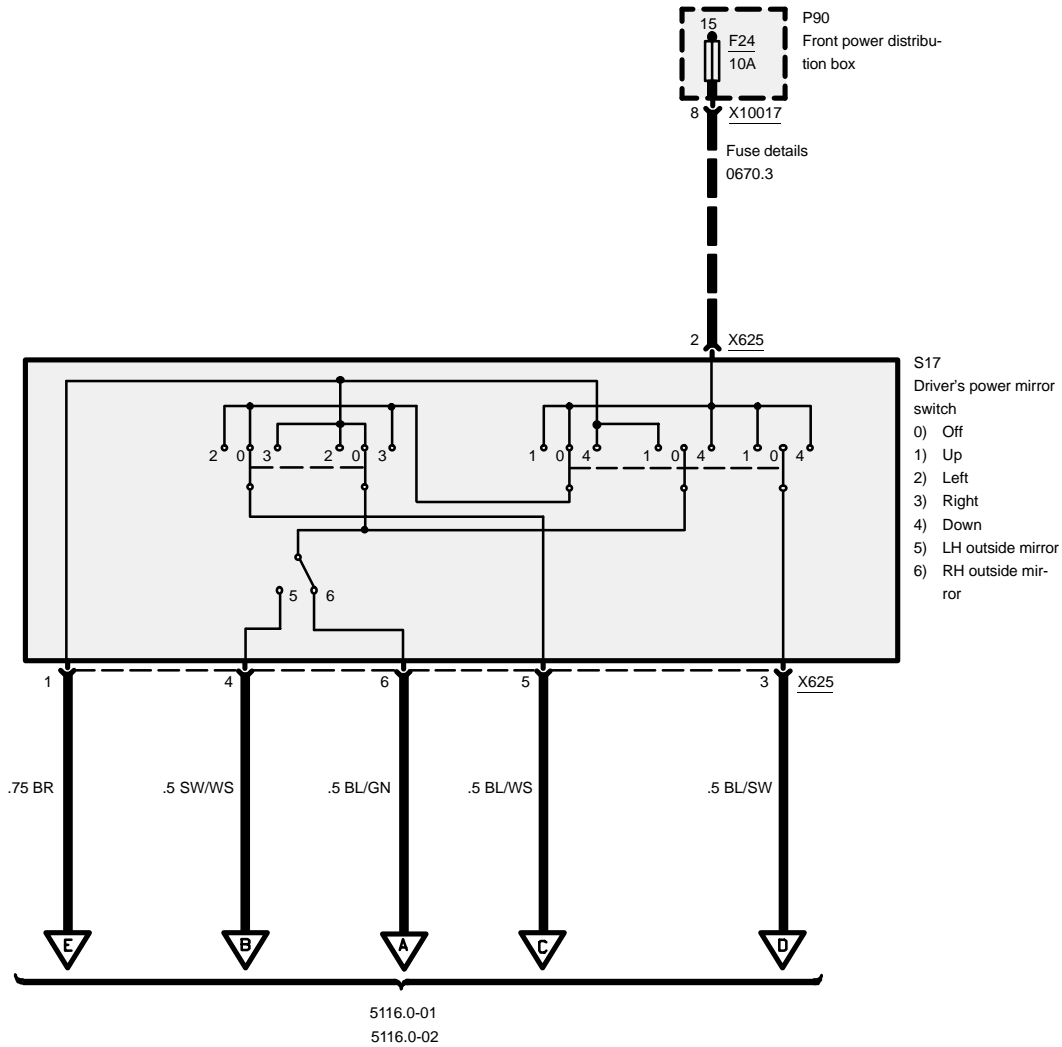 P90
Front power distribu-
tion box
15
F24
10A
8 X10017
Fuse details
0670.3
2 X625
S17
Driver's power mirror
switch
0) Off
1) Up
2) Left
3) Right
4) Down
5) LH outside mirror
6) RH outside mir-
ror
2 0 3 2 0 3 1 0 4 1 0 4 1 0 4
5 6
1 4 6 5 3 X625
.75 BR .5 SW/WS .5 BL/GN .5 BL/WS .5 BL/SW
E B A C D
5116.0-01
5116.0-02